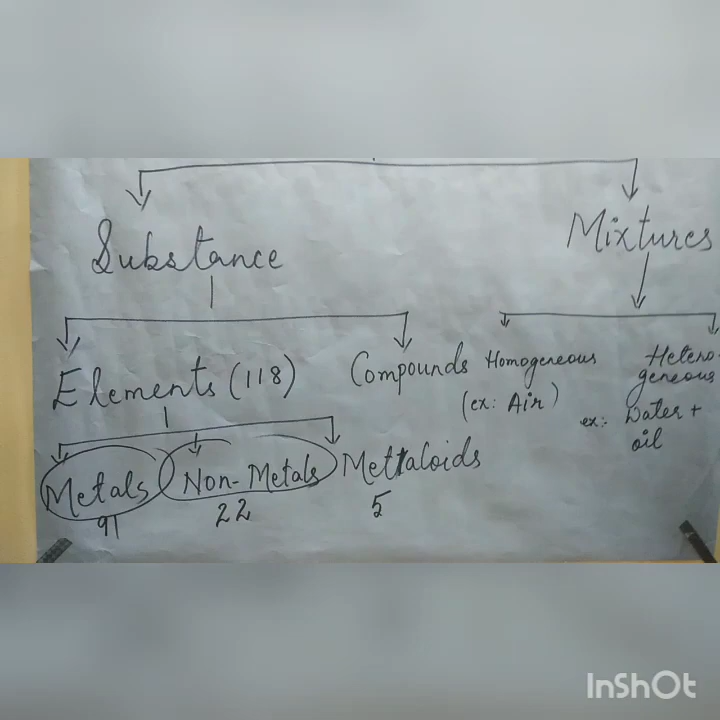 Substance
Mixtures
Elements (118)
Compounds
Homogeneous
(ex: Air)
Hetero-
geneous
ex:- Water +
oil
Metals
91
Non-Metals
22
Mettaloids
5
InShOt